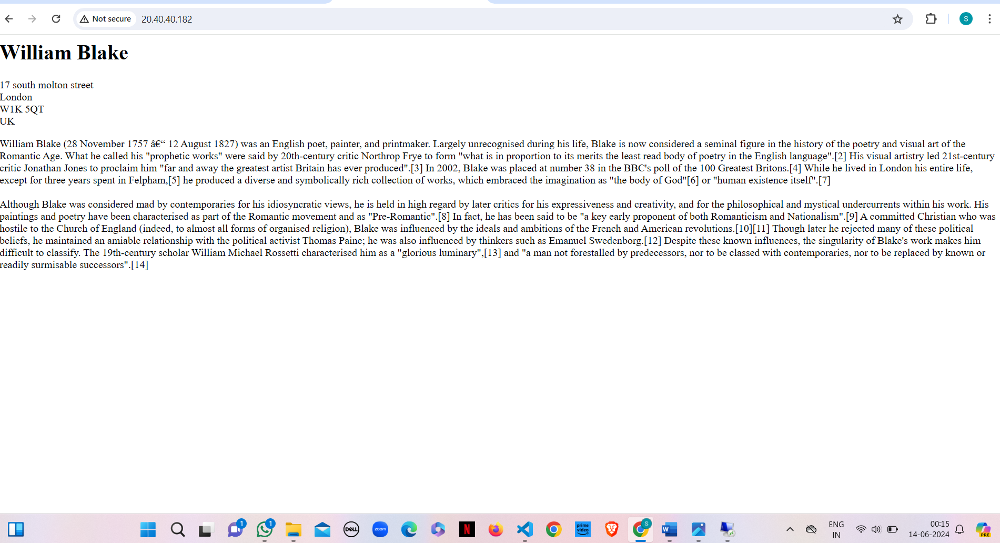 Not secure 20.40.40.182 S
William Blake
17 south molton street
London
W1K 5QT
UK
William Blake (28 November 1757 â€“ 12 August 1827) was an English poet, painter, and printmaker. Largely unrecognised during his life, Blake is now considered a seminal figure in the history of the poetry and visual art of the
Romantic Age. What he called his "prophetic works" were said by 20th-century critic Northrop Frye to form "what is in proportion to its merits the least read body of poetry in the English language".[2] His visual artistry led 21st-century
critic Jonathan Jones to proclaim him "far and away the greatest artist Britain has ever produced".[3] In 2002, Blake was placed at number 38 in the BBC's poll of the 100 Greatest Britons.[4] While he lived in London his entire life,
except for three years spent in Felpham,[5] he produced a diverse and symbolically rich collection of works, which embraced the imagination as "the body of God"[6] or "human existence itself".[7]
Although Blake was considered mad by contemporaries for his idiosyncratic views, he is held in high regard by later critics for his expressiveness and creativity, and for the philosophical and mystical undercurrents within his work. His
paintings and poetry have been characterised as part of the Romantic movement and as "Pre-Romantic".[8] In fact, he has been said to be "a key early proponent of both Romanticism and Nationalism".[9] A committed Christian who was
hostile to the Church of England (indeed, to almost all forms of organised religion), Blake was influenced by the ideals and ambitions of the French and American revolutions.[10][11] Though later he rejected many of these political
beliefs, he maintained an amiable relationship with the political activist Thomas Paine; he was also influenced by thinkers such as Emanuel Swedenborg.[12] Despite these known influences, the singularity of Blake's work makes him
difficult to classify. The 19th-century scholar William Michael Rossetti characterised him as a "glorious luminary",[13] and "a man not forestalled by predecessors, nor to be classed with contemporaries, nor to be replaced by known or
readily surmisable successors".[14]
1 1 DELL zoom N prime video S W
ENG
IN
00:15
14-06-2024
PRE